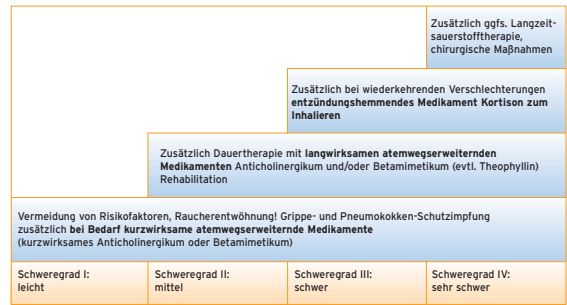 Zusätzlich ggfs. Langzeit-
sauerstofftherapie,
chirurgische Maßnahmen
Zusätzlich bei wiederkehrenden Verschlechterungen
entzündungshemmendes Medikament Kortison zum
Inhalieren
Zusätzlich Dauertherapie mit langwirksamen atemwegserweiternden
Medikamenten Anticholinergikum und/oder Betamimetikum (evtl. Theophyllin)
Rehabilitation
Vermeidung von Risikofaktoren, Raucherentwöhnung! Grippe- und Pneumokokken-Schutzimpfung
zusätzlich bei Bedarf kurzwirksame atemwegserweiternde Medikamente
(kurzwirksames Anticholinergikum oder Betamimetikum)
Schweregrad I:
leicht
Schweregrad II:
mittel
Schweregrad III:
schwer
Schweregrad IV:
sehr schwer